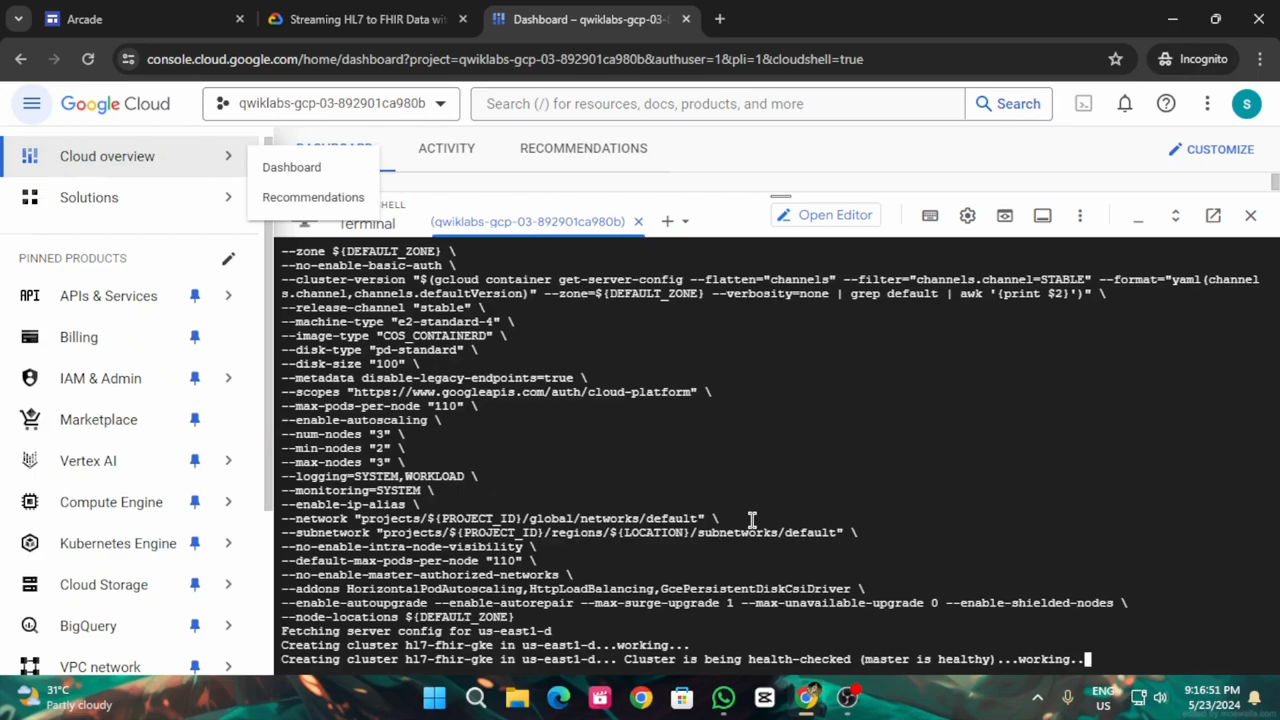 Arcade
Streaming HL7 to FHIR Data wit
Dashboard – qwiklabs-gcp-03-
console.cloud.google.com/home/dashboard?project=qwiklabs-gcp-03-892901ca980b&authuser=1&pli=1&cloudshell=true
Incognito
Google Cloud
qwiklabs-gcp-03-892901ca980b
Search (/) for resources, docs, products, and more
Search
S
Cloud overview
Dashboard
Recommendations
ACTIVITY
RECOMMENDATIONS
CUSTOMIZE
Solutions
Terminal
(qwiklabs-gcp-03-892901ca980b)
Open Editor
PINNED PRODUCTS
API
APIs & Services
Billing
IAM & Admin
Marketplace
Vertex AI
Compute Engine
Kubernetes Engine
Cloud Storage
BigQuery
VPC network
--zone ${DEFAULT_ZONE} \
--no-enable-basic-auth \
--cluster-version "$(gcloud container get-server-config --flatten="channels" --filter="channels.channel=STABLE" --format="yaml(channel
s.channel,channels.defaultVersion)" --zone=${DEFAULT_ZONE} --verbosity=none | grep default | awk '{print $2}')" \
--release-channel "stable" \
--machine-type "e2-standard-4" \
--image-type "COS_CONTAINERD" \
--disk-type "pd-standard" \
--disk-size "100" \
--metadata disable-legacy-endpoints=true \
--scopes "https://www.googleapis.com/auth/cloud-platform" \
--max-pods-per-node "110" \
--enable-autoscaling \
--num-nodes "3" \
--min-nodes "2" \
--max-nodes "3" \
--logging=SYSTEM,WORKLOAD \
--monitoring=SYSTEM \
--enable-ip-alias \
--network "projects/${PROJECT_ID}/global/networks/default" \
--subnetwork "projects/${PROJECT_ID}/regions/${LOCATION}/subnetworks/default" \
--no-enable-intra-node-visibility \
--default-max-pods-per-node "110" \
--no-enable-master-authorized-networks \
--addons HorizontalPodAutoscaling,HttpLoadBalancing,GcePersistentDiskCsiDriver \
--enable-autoupgrade --enable-autorepair --max-surge-upgrade 1 --max-unavailable-upgrade 0 --enable-shielded-nodes \
--node-locations ${DEFAULT_ZONE}
Fetching server config for us-east1-d
Creating cluster hl7-fhir-gke in us-east1-d...working...
Creating cluster hl7-fhir-gke in us-east1-d... Cluster is being health-checked (master is healthy)...working..
31°C
Partly cloudy
ENG
US
9:16:51 PM
5/23/2024